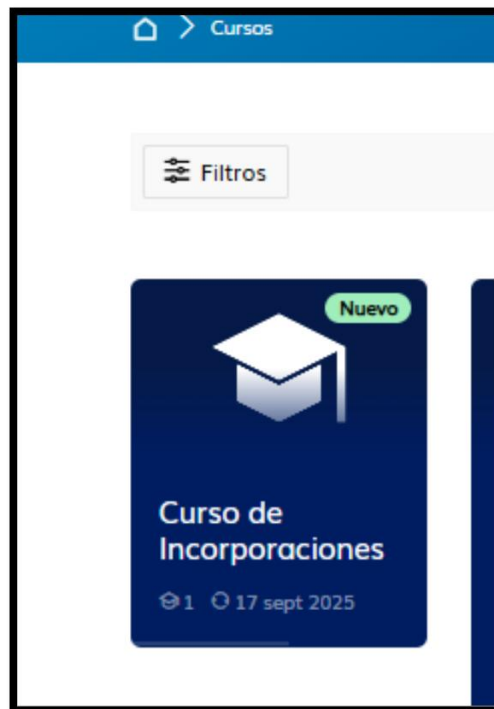 Cursos
Filtros
Nuevo
Curso de
Incorporaciones
1 17 sept 2025